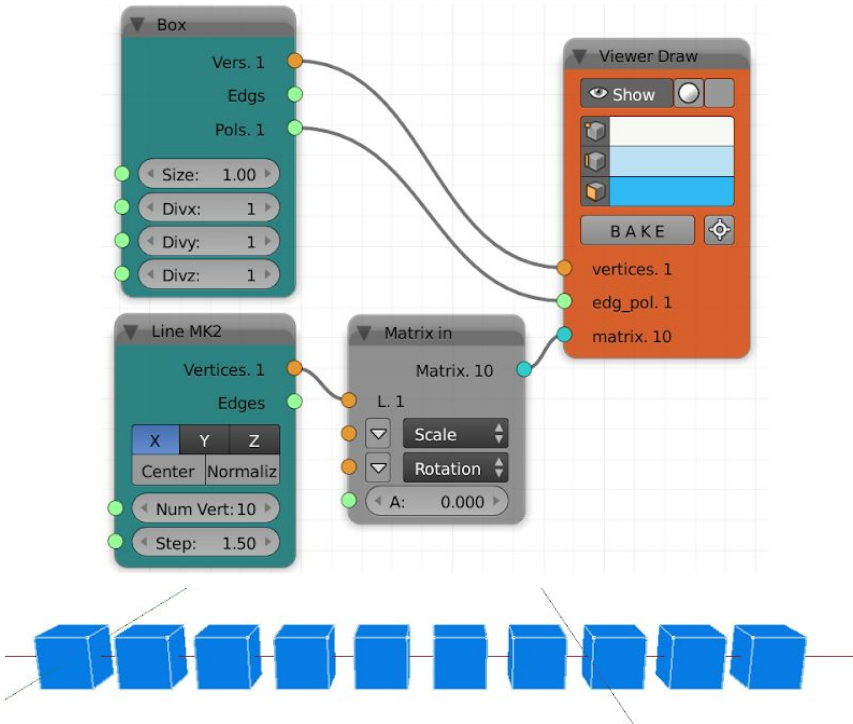 Box
Vers. 1
Edgs
Pols. 1
Size: 1.00
Divx: 1
Divy: 1
Divz: 1
Viewer Draw
Show
BAKE
vertices. 1
edg_pol. 1
matrix. 10
Line MK2
Vertices. 1
Edges
X Y Z
Center Normaliz
Num Vert: 10
Step: 1.50
Matrix in
Matrix. 10
L. 1
Scale
Rotation
A: 0.000